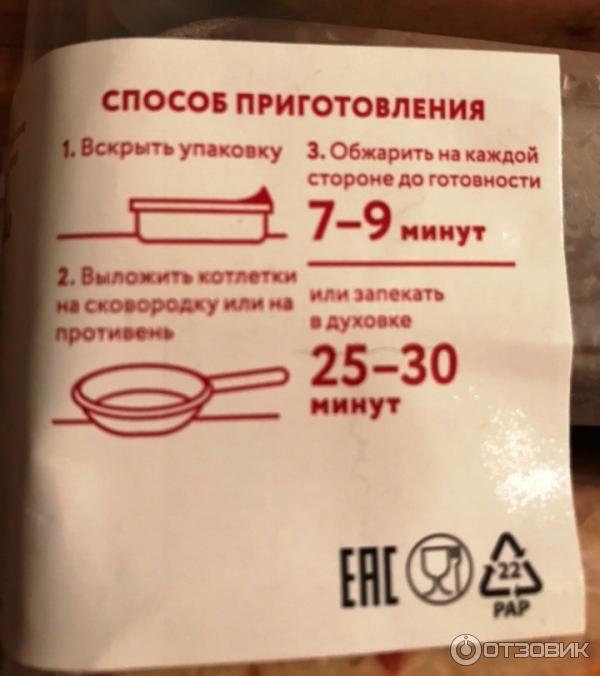 СПОСОБ ПРИГОТОВЛЕНИЯ
1. Вскрыть упаковку
2. Выложить котлетки
на сковородку или на
противень
3. Обжарить на каждой
стороне до готовности
7–9 минут
или запекать
в духовке
25–30
минут
EAC
22
PAP
ОТЗОВИК